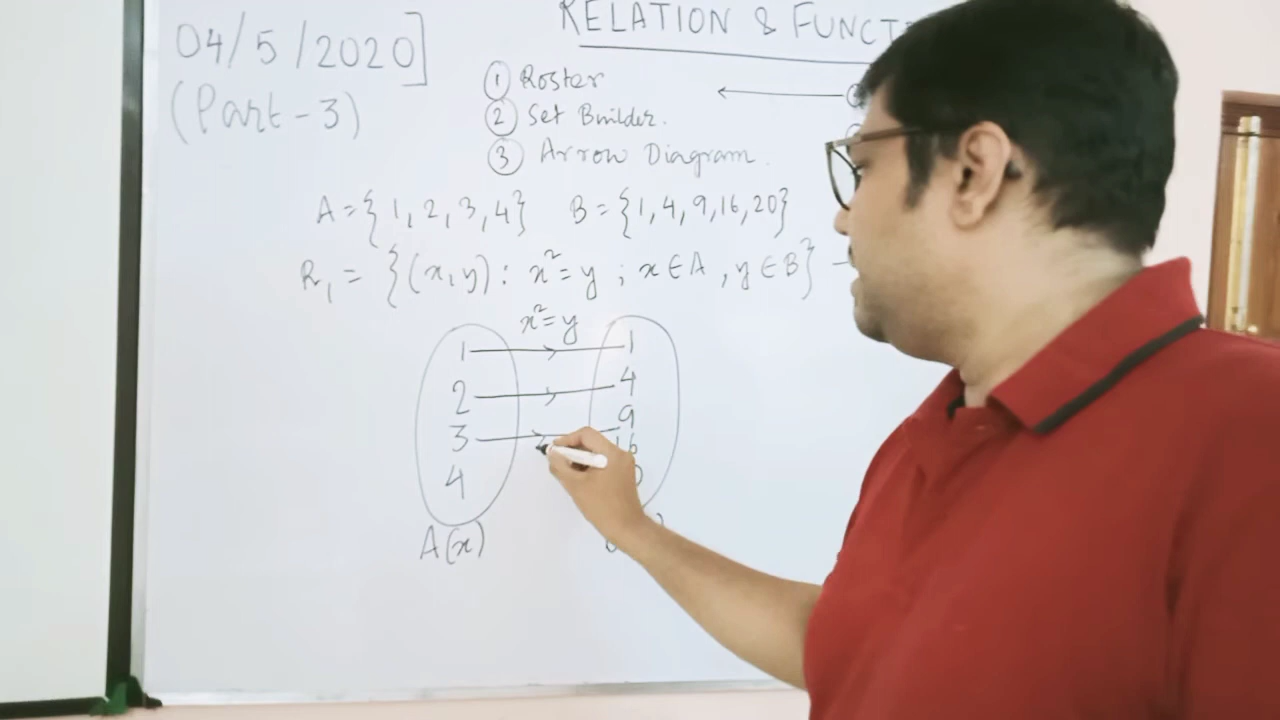 04/5/2020]
(Part-3)
RELATION & FUNCT
① Roster
② Set Builder.
③ Arrow Diagram.
A={1,2,3,4} B={1,4,9,16,20}
R₁ = {(x,y): x²=y ; x∈A, y∈B}
x²=y
1 1
2 4
3 9
4 16
A(x)